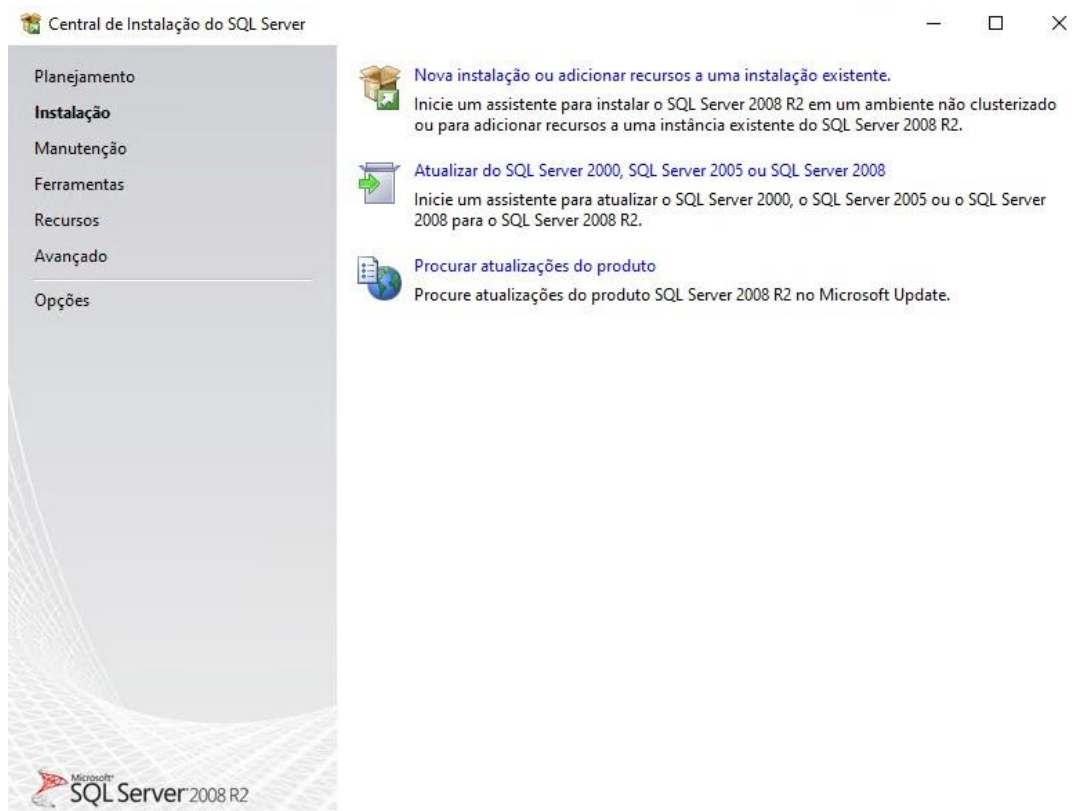 Central de Instalação do SQL Server
Planejamento
Instalação
Manutenção
Ferramentas
Recursos
Avançado
Opções
Nova instalação ou adicionar recursos a uma instalação existente.
Inicie um assistente para instalar o SQL Server 2008 R2 em um ambiente não clusterizado
ou para adicionar recursos a uma instância existente do SQL Server 2008 R2.
Atualizar do SQL Server 2000, SQL Server 2005 ou SQL Server 2008
Inicie um assistente para atualizar o SQL Server 2000, o SQL Server 2005 ou o SQL Server
2008 para o SQL Server 2008 R2.
Procurar atualizações do produto
Procure atualizações do produto SQL Server 2008 R2 no Microsoft Update.
Microsoft
SQL Server 2008 R2